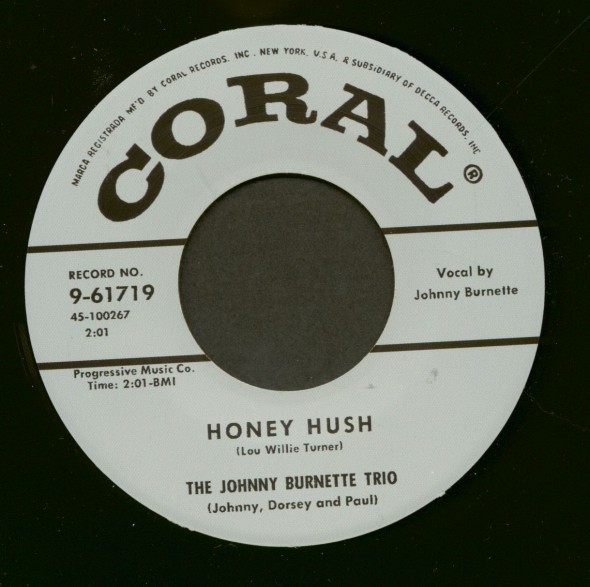 MARCA REGISTRADA MF'D. BY CORAL RECORDS, INC., NEW YORK, U.S.A. A SUBSIDIARY OF DECCA RECORDS, INC
CORAL®
RECORD NO.
9-61719
45-100267
2:01
Vocal by
Johnny Burnette
Progressive Music Co.
Time: 2:01-BMI
HONEY HUSH
(Lou Willie Turner)
THE JOHNNY BURNETTE TRIO
(Johnny, Dorsey and Paul)